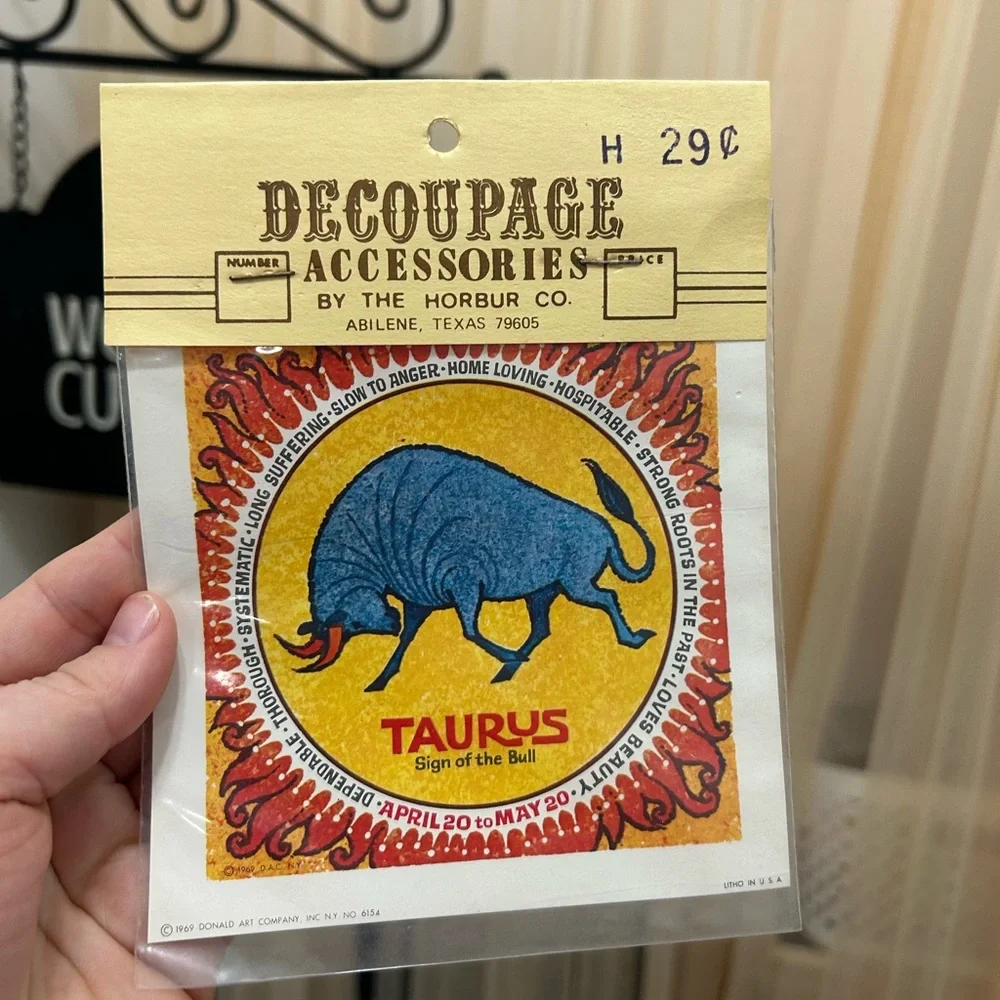 H 29¢
DECOUPAGE
NUMBER
ACCESSORIES
PRICE
BY THE HORBUR CO.
ABILENE, TEXAS 79605
DEPENDABLE · THOROUGH · SYSTEMATIC · LONG SUFFERING · SLOW TO ANGER · HOME LOVING · HOSPITABLE · STRONG ROOTS IN THE PAST · LOVES BEAUTY ·
TAURUS
Sign of the Bull
APRIL 20 to MAY 20
© 1969 D.A.C. N.Y.
LITHO IN U S A
© 1969 DONALD ART COMPANY, INC N.Y. NO 6154